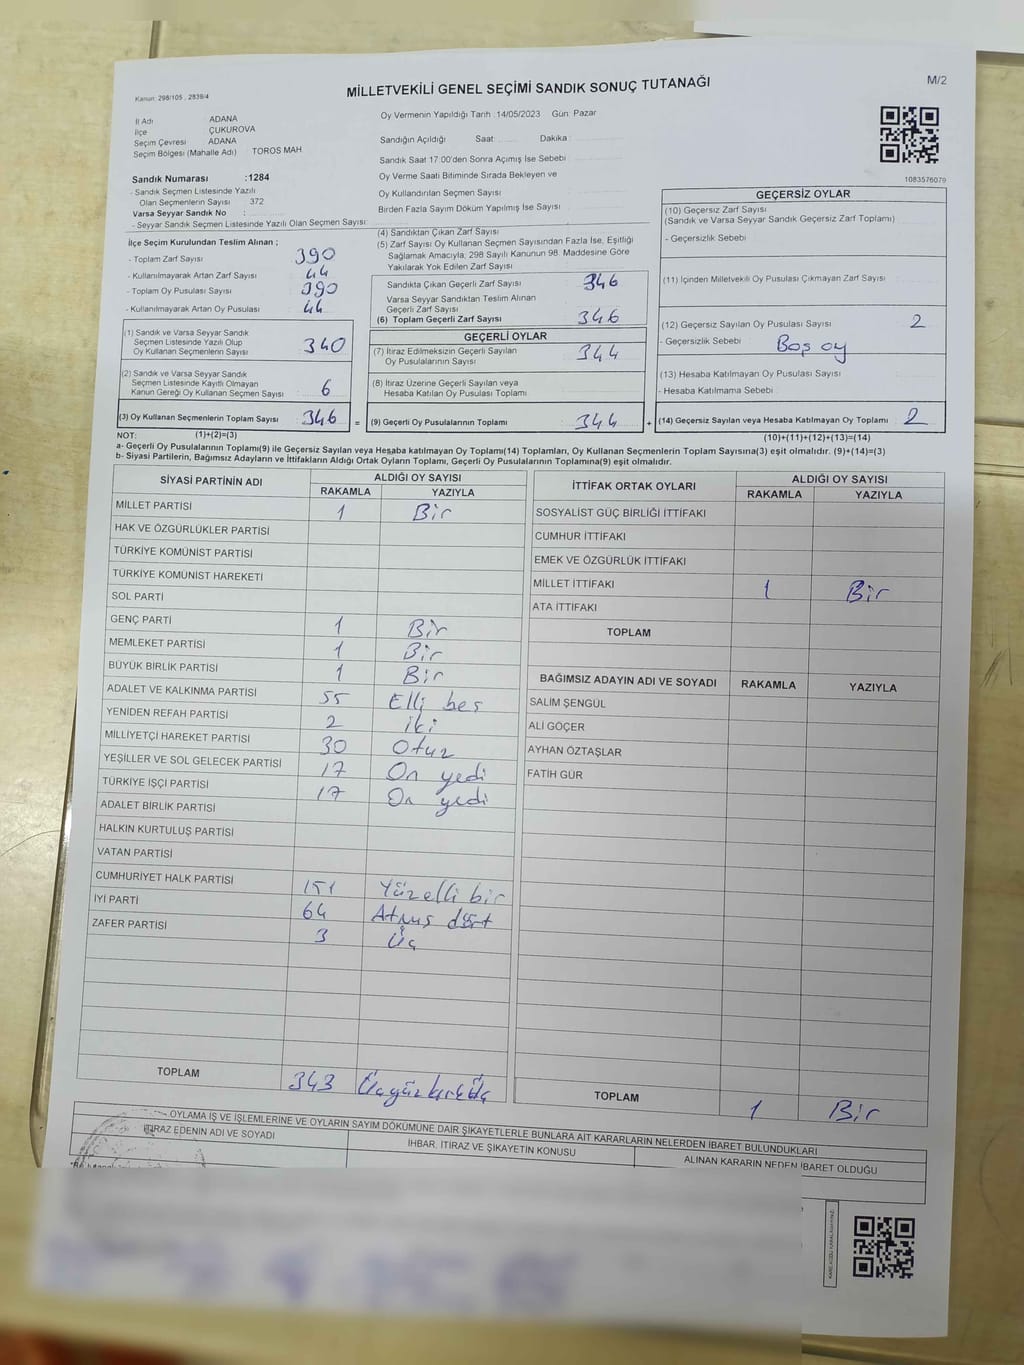 MİLLETVEKİLİ GENEL SEÇİMİ SANDIK SONUÇ TUTANAĞI
M/2
Kanun: 298/105 , 2839/4
İl Adı ADANA
İlçe ÇUKUROVA
Seçim Çevresi ADANA
Seçim Bölgesi (Mahalle Adı) TOROS MAH.
Sandık Numarası :1284
- Sandık Seçmen Listesinde Yazılı
Olan Seçmenlerin Sayısı 372
Varsa Seyyar Sandık No :
- Seyyar Sandık Seçmen Listesinde Yazılı Olan Seçmen Sayısı
Oy Vermenin Yapıldığı Tarih :14/05/2023 Gün: Pazar
Sandığın Açıldığı Saat: Dakika :
Sandık Saat 17:00'den Sonra Açımış İse Sebebi :
Oy Verme Saati Bitiminde Sırada Bekleyen ve
Oy Kullandırılan Seçmen Sayısı :
Birden Fazla Sayım Döküm Yapılmış İse Sayısı :
1083576079
İlçe Seçim Kurulundan Teslim Alınan ;
- Toplam Zarf Sayısı : 390
- Kullanılmayarak Artan Zarf Sayısı : 44
- Toplam Oy Pusulası Sayısı : 390
- Kullanılmayarak Artan Oy Pusulası : 44
(1) Sandık ve Varsa Seyyar Sandık
Seçmen Listesinde Yazılı Olup
Oy Kullanan Seçmenlerin Sayısı : 340
(2) Sandık ve Varsa Seyyar Sandık
Seçmen Listesinde Kayıtlı Olmayan
Kanun Gereği Oy Kullanan Seçmen Sayısı : 6
(3) Oy Kullanan Seçmenlerin Toplam Sayısı : 346
(1)+(2)=(3)
(4) Sandıktan Çıkan Zarf Sayısı :
(5) Zarf Sayısı Oy Kullanan Seçmen Sayısından Fazla İse, Eşitliği
Sağlamak Amacıyla, 298 Sayılı Kanunun 98. Maddesine Göre
Yakılarak Yok Edilen Zarf Sayısı :
Sandıkta Çıkan Geçerli Zarf Sayısı : 346
Varsa Seyyar Sandıktan Teslim Alınan
Geçerli Zarf Sayısı :
(6) Toplam Geçerli Zarf Sayısı : 346
GEÇERLİ OYLAR
(7) İtiraz Edilmeksizin Geçerli Sayılan
Oy Pusulalarının Sayısı : 344
(8) İtiraz Üzerine Geçerli Sayılan veya
Hesaba Katılan Oy Pusulası Toplamı :
= (9) Geçerli Oy Pusulalarının Toplamı : 344 +
GEÇERSİZ OYLAR
(10) Geçersiz Zarf Sayısı
(Sandık ve Varsa Seyyar Sandık Geçersiz Zarf Toplamı) :
- Geçersizlik Sebebi :
(11) İçinden Milletvekili Oy Pusulası Çıkmayan Zarf Sayısı :
(12) Geçersiz Sayılan Oy Pusulası Sayısı : 2
- Geçersizlik Sebebi : Boş oy
(13) Hesaba Katılmayan Oy Pusulası Sayısı :
- Hesaba Katılmama Sebebi :
(14) Geçersiz Sayılan veya Hesaba Katılmayan Oy Toplamı : 2
(10)+(11)+(12)+(13)=(14)
NOT:
a- Geçerli Oy Pusulalarının Toplamı(9) ile Geçersiz Sayılan veya Hesaba katılmayan Oy Toplamı(14) Toplamları, Oy Kullanan Seçmenlerin Toplam Sayısına(3) eşit olmalıdır. (9)+(14)=(3)
b- Siyasi Partilerin, Bağımsız Adayların ve İttifakların Aldığı Ortak Oyların Toplamı, Geçerli Oy Pusulalarının Toplamına(9) eşit olmalıdır.
SİYASİ PARTİNİN ADI ALDIĞI OY SAYISI
RAKAMLA YAZIYLA
MİLLET PARTİSİ 1 Bir
HAK VE ÖZGÜRLÜKLER PARTİSİ
TÜRKİYE KOMÜNİST PARTİSİ
TÜRKİYE KOMÜNİST HAREKETİ
SOL PARTİ
GENÇ PARTİ 1 Bir
MEMLEKET PARTİSİ 1 Bir
BÜYÜK BİRLİK PARTİSİ 1 Bir
ADALET VE KALKINMA PARTİSİ 55 Elli beş
YENİDEN REFAH PARTİSİ 2 iki
MİLLİYETÇİ HAREKET PARTİSİ 30 Otuz
YEŞİLLER VE SOL GELECEK PARTİSİ 17 On yedi
TÜRKİYE İŞÇİ PARTİSİ 17 On yedi
ADALET BİRLİK PARTİSİ
HALKIN KURTULUŞ PARTİSİ
VATAN PARTİSİ
CUMHURİYET HALK PARTİSİ 151 Yüzelli bir
İYİ PARTİ 64 Atmış dört
ZAFER PARTİSİ 3 Üç
TOPLAM 343 Üçyüz kırküç
İTTİFAK ORTAK OYLARI ALDIĞI OY SAYISI
RAKAMLA YAZIYLA
SOSYALİST GÜÇ BİRLİĞİ İTTİFAKI
CUMHUR İTTİFAKI
EMEK VE ÖZGÜRLÜK İTTİFAKI
MİLLET İTTİFAKI 1 Bir
ATA İTTİFAKI
TOPLAM
BAĞIMSIZ ADAYIN ADI VE SOYADI RAKAMLA YAZIYLA
SALİM ŞENGÜL
ALİ GÖÇER
AYHAN ÖZTAŞLAR
FATİH GÜR
TOPLAM 1 Bir
OYLAMA İŞ VE İŞLEMLERİNE VE OYLARIN SAYIM DÖKÜMÜNE DAİR ŞİKAYETLERLE BUNLARA AİT KARARLARIN NELERDEN İBARET BULUNDUKLARI
İTİRAZ EDENİN ADI VE SOYADI İHBAR, İTİRAZ VE ŞİKAYETİN KONUSU ALINAN KARARIN NEDEN İBARET OLDUĞU